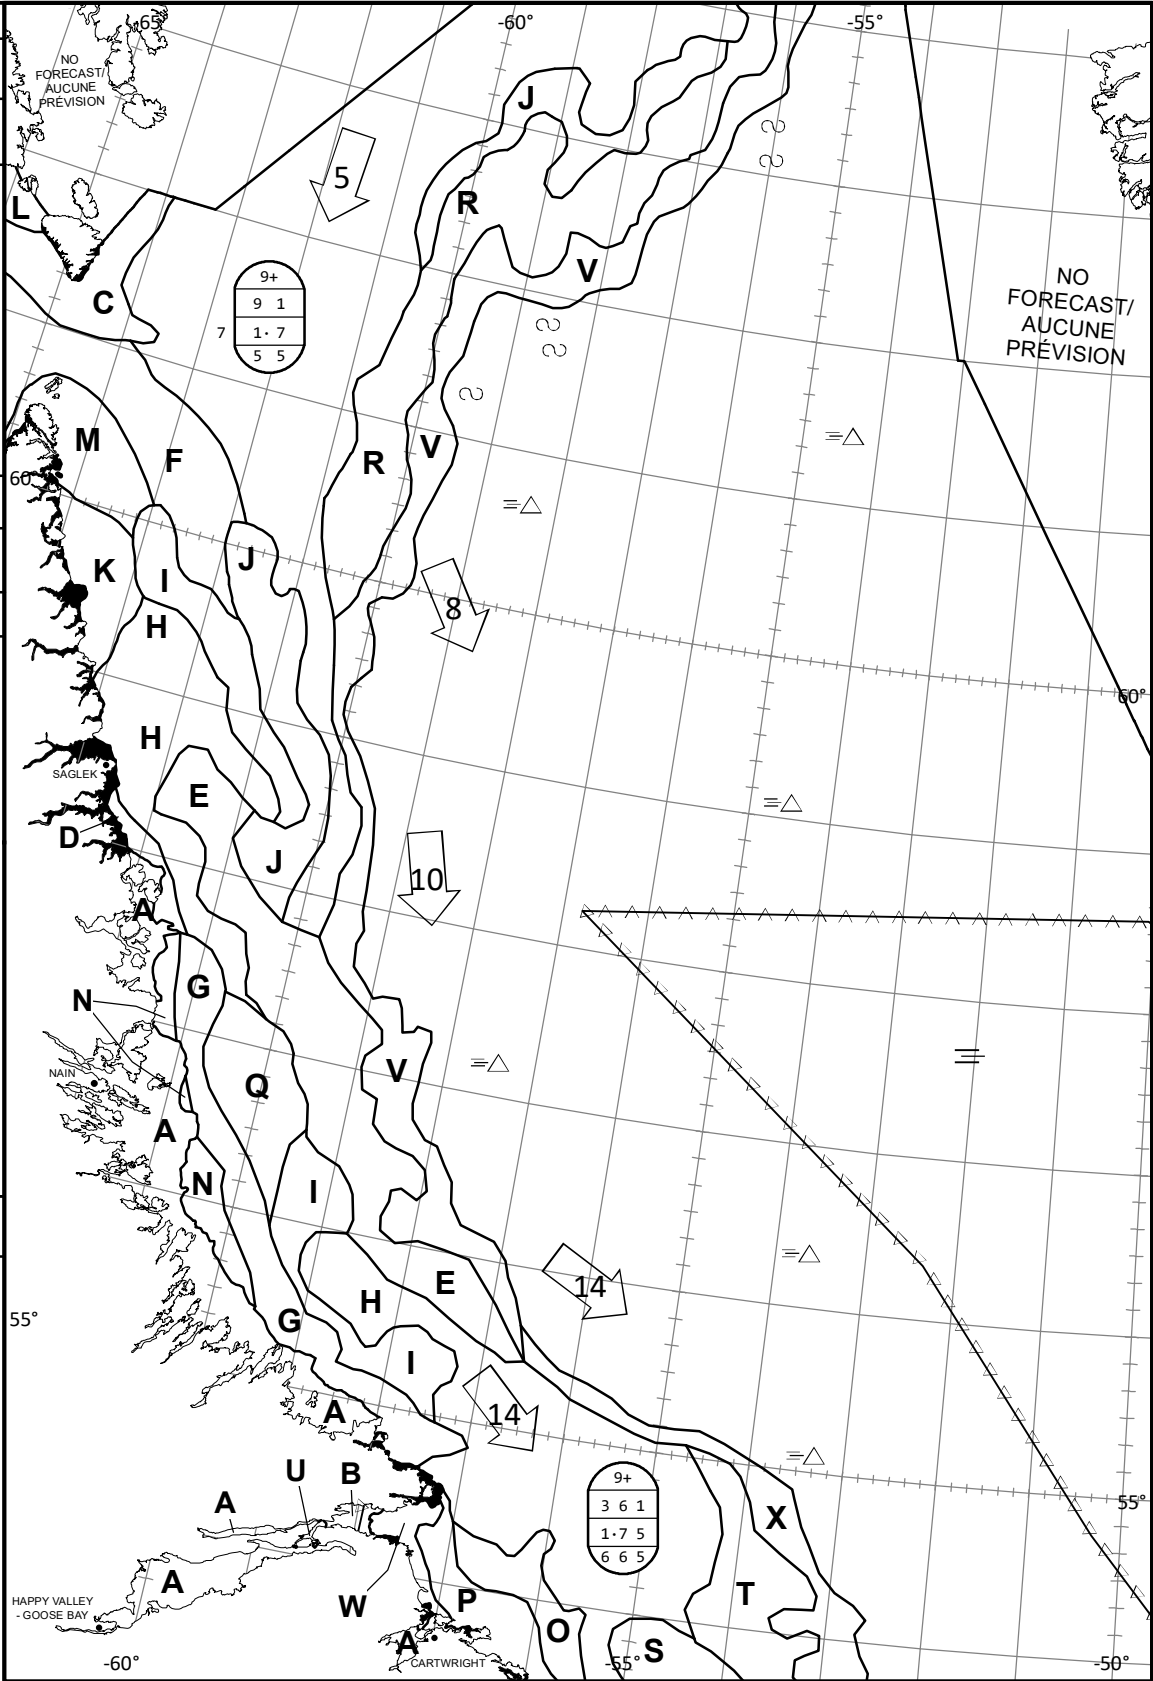 -65°
-60°
-55°
NO
FORECAST/
AUCUNE
PRÉVISION
J
5
L
R
V
C
9+
9 1
7 1· 7
5 5
NO
FORECAST/
AUCUNE
PRÉVISION
M
F
R
V
60°
K
I
J
8
H
60°
H
SAGLEK
E
D
J
10
A
G
N
NAIN
Q
V
A
N
I
E
14
H
55°
G
I
A
14
U
B
A
9+
3 6 1
1·7 5
6 6 5
X
55°
A
HAPPY VALLEY
- GOOSE BAY
W
P
T
O
S
A
CARTWRIGHT
-60°
-55°
-50°